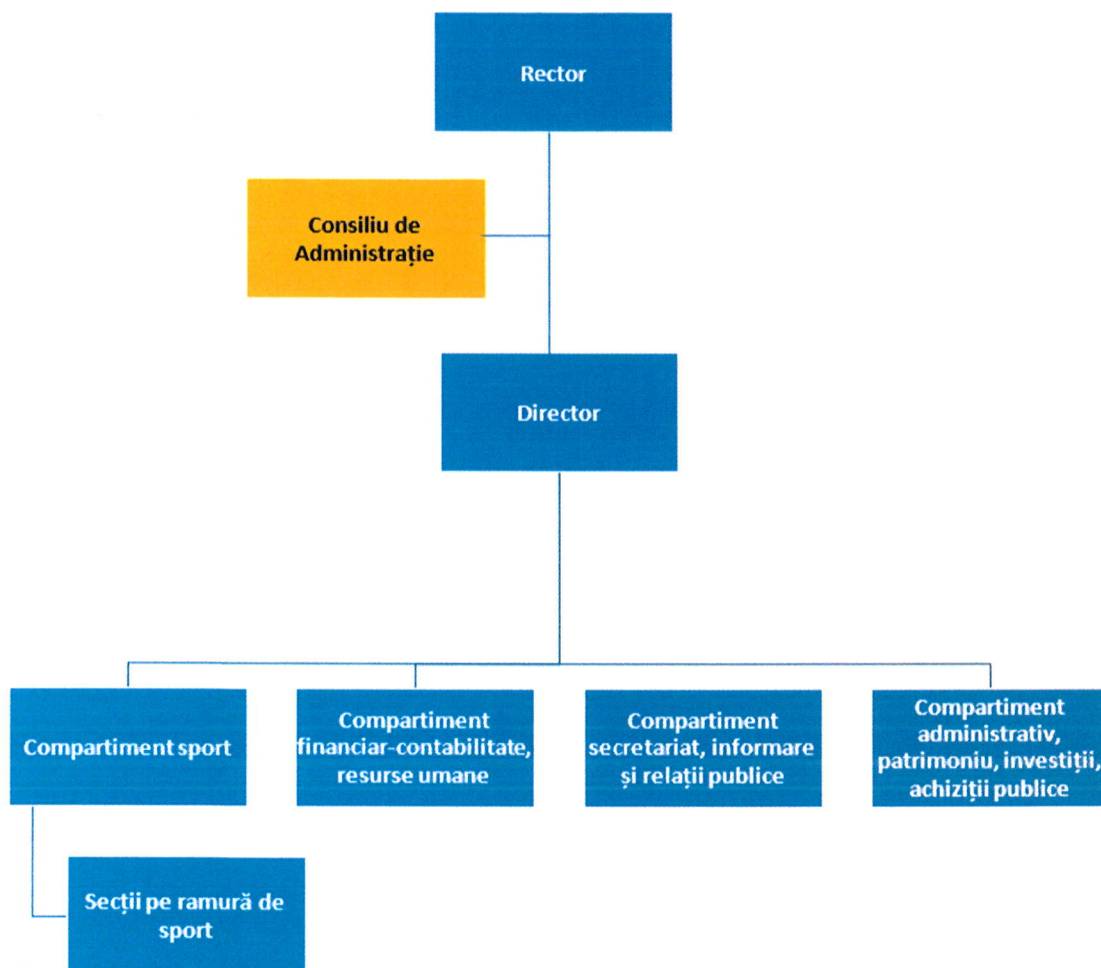 Rector
Consiliu de
Administrație
Director
Compartiment sport
Compartiment
financiar-contabilitate,
resurse umane
Compartiment
secretariat, informare
și relații publice
Compartiment
administrativ,
patrimoniu, investiții,
achiziții publice
Secții pe ramură de
sport